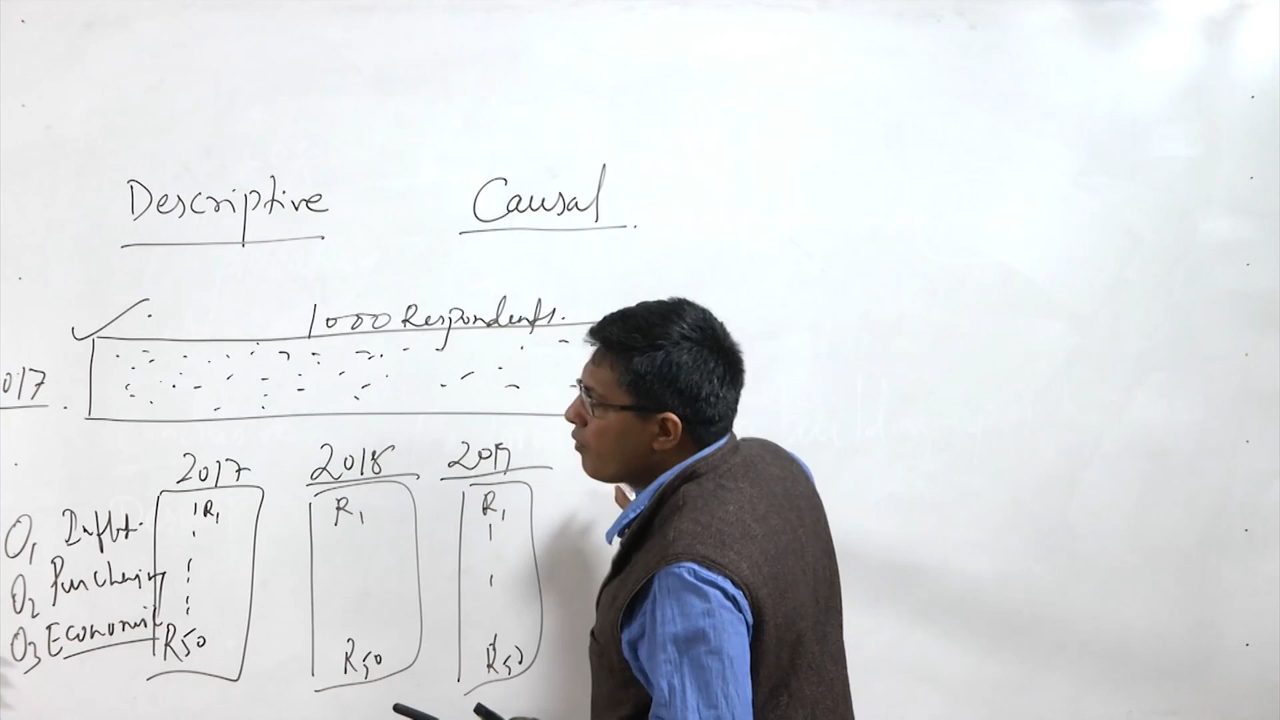 Descriptive Causal
1000 Respondents.
017
2017 2018 2019
R1 R1 R1
O1 Inflt.
O2 Purchasing
O3 Economic
R50 R50 R50